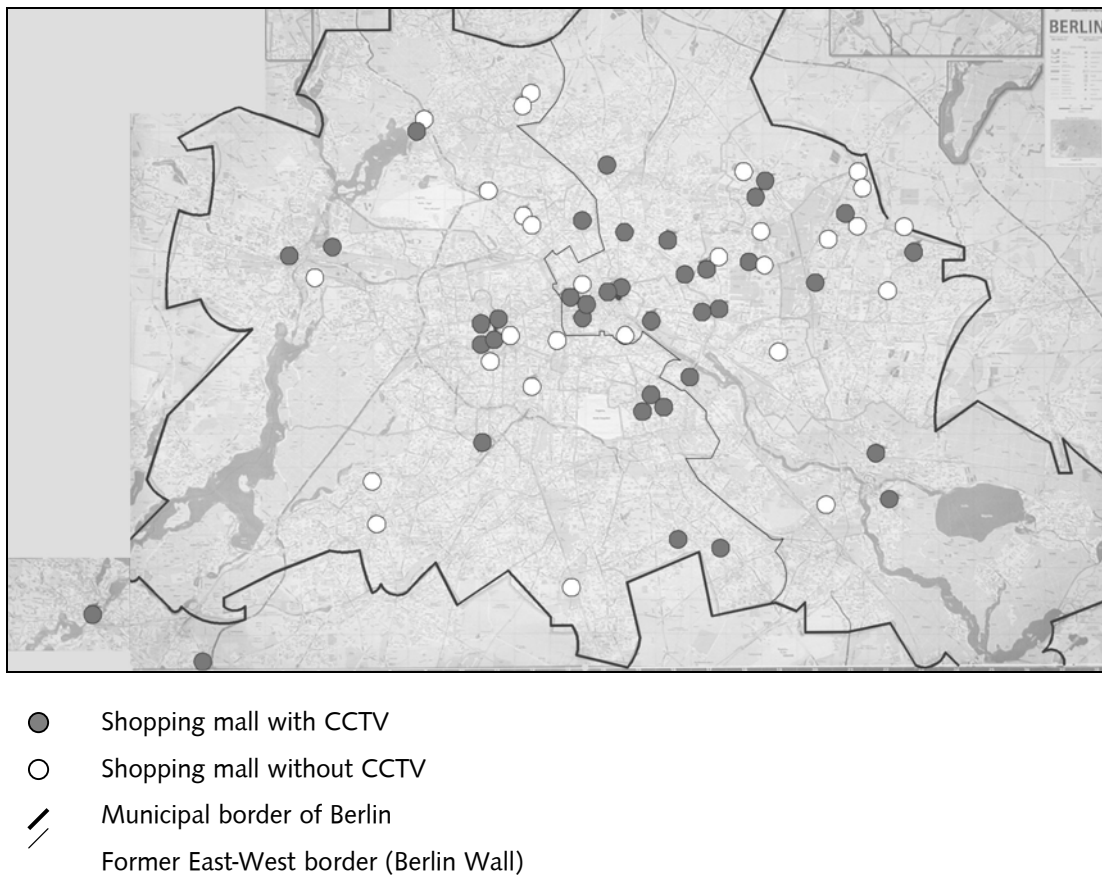 BERLIN
Shopping mall with CCTV
Shopping mall without CCTV
Municipal border of Berlin
Former East-West border (Berlin Wall)